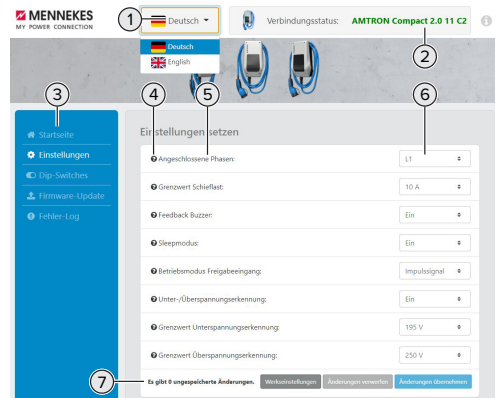 MENNEKES
MY POWER CONNECTION
1
Deutsch
Verbindungsstatus: AMTRON Compact 2.0 11 C2
Deutsch
English
2
3
4
5
6
Startseite
Einstellungen
Dip-Switches
Firmware-Update
Fehler-Log
Einstellungen setzen
Angeschlossene Phasen: L1
Grenzwert Schieflast: 10 A
Feedback Buzzer: Ein
Sleepmodus: Ein
Betriebsmodus Freigabeeingang: Impulssignal
Unter-/Überspannungserkennung: Ein
Grenzwert Unterspannungserkennung: 195 V
Grenzwert Überspannungserkennung: 250 V
7
Es gibt 0 ungespeicherte Änderungen. Werkseinstellungen Änderungen verwerfen Änderungen übernehmen